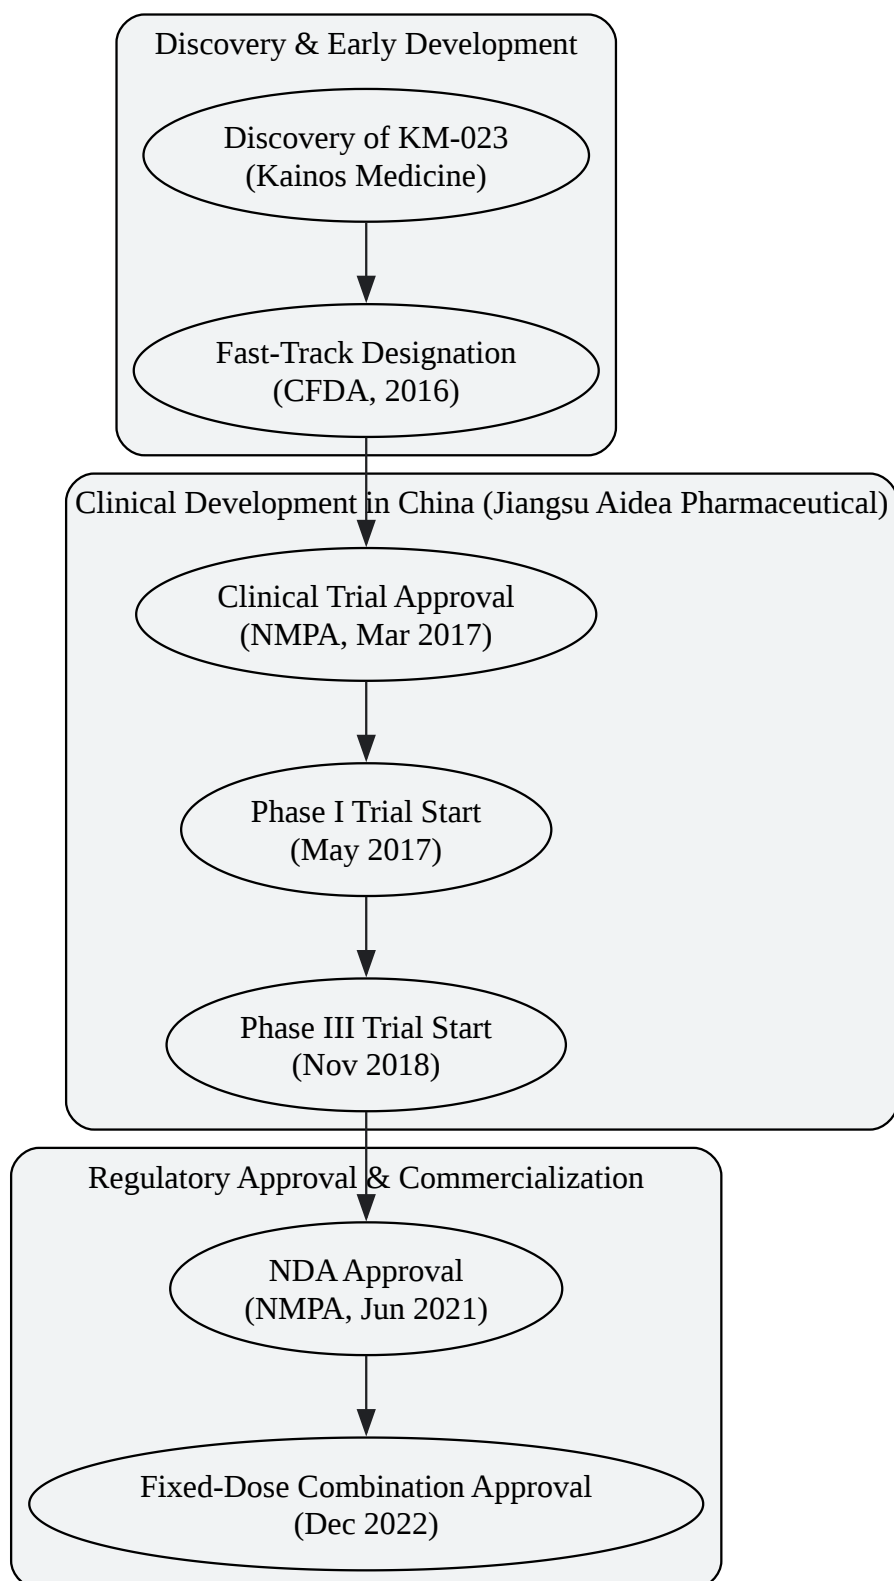 Discovery & Early Development
Discovery of KM-023
(Kainos Medicine)
Fast-Track Designation
(CFDA, 2016)
Clinical Development in China (Jiangsu Aidea Pharmaceutical)
Clinical Trial Approval
(NMPA, Mar 2017)
Phase I Trial Start
(May 2017)
Phase III Trial Start
(Nov 2018)
Regulatory Approval & Commercialization
NDA Approval
(NMPA, Jun 2021)
Fixed-Dose Combination Approval
(Dec 2022)